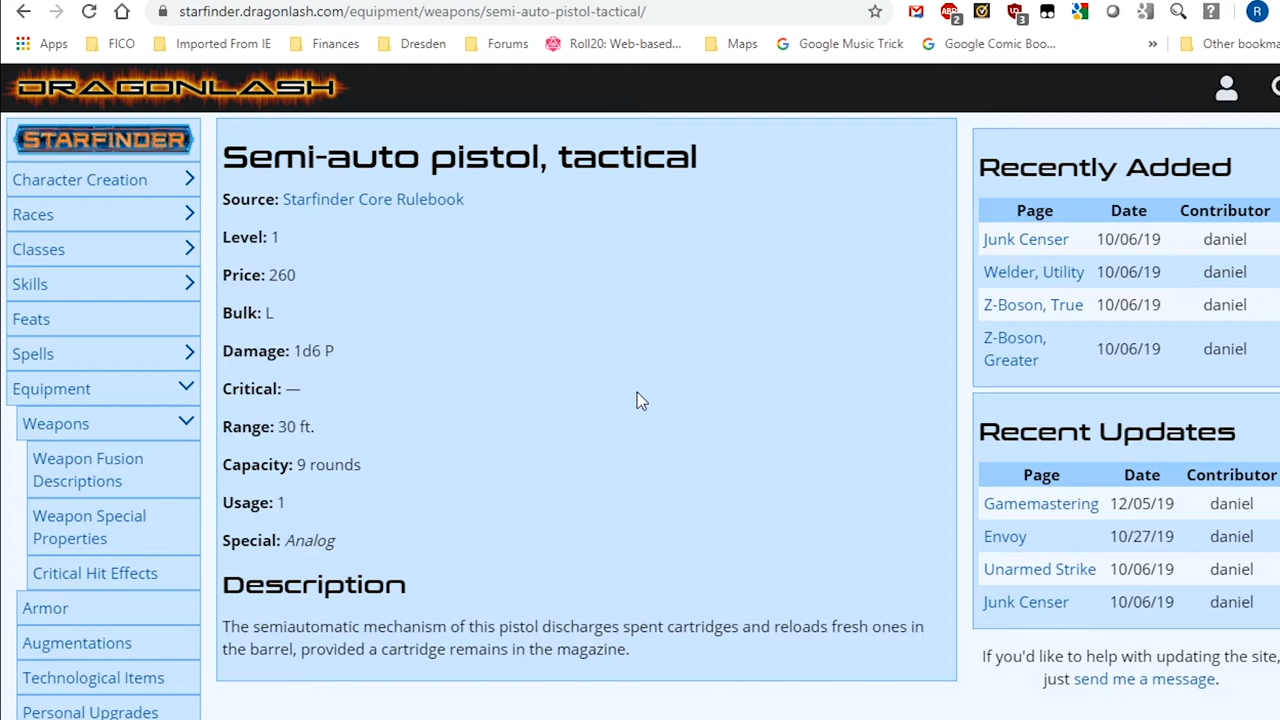 starfinder.dragonlash.com/equipment/weapons/semi-auto-pistol-tactical/
Apps
FICO
Imported From IE
Finances
Dresden
Forums
Roll20: Web-based...
Maps
Google Music Trick
Google Comic Boo...
»
Other bookma
DRAGONLASH
STARFINDER
Character Creation
Races
Classes
Skills
Feats
Spells
Equipment
Weapons
Weapon Fusion
Descriptions
Weapon Special
Properties
Critical Hit Effects
Armor
Augmentations
Technological Items
Personal Upgrades
Semi-auto pistol, tactical
Source: Starfinder Core Rulebook
Level: 1
Price: 260
Bulk: L
Damage: 1d6 P
Critical: —
Range: 30 ft.
Capacity: 9 rounds
Usage: 1
Special: Analog
Description
The semiautomatic mechanism of this pistol discharges spent cartridges and reloads fresh ones in
the barrel, provided a cartridge remains in the magazine.
Recently Added
Page Date Contributor
Junk Censer 10/06/19 daniel
Welder, Utility 10/06/19 daniel
Z-Boson, True 10/06/19 daniel
Z-Boson,
Greater 10/06/19 daniel
Recent Updates
Page Date Contributor
Gamemastering 12/05/19 daniel
Envoy 10/27/19 daniel
Unarmed Strike 10/06/19 daniel
Junk Censer 10/06/19 daniel
If you'd like to help with updating the site,
just send me a message.